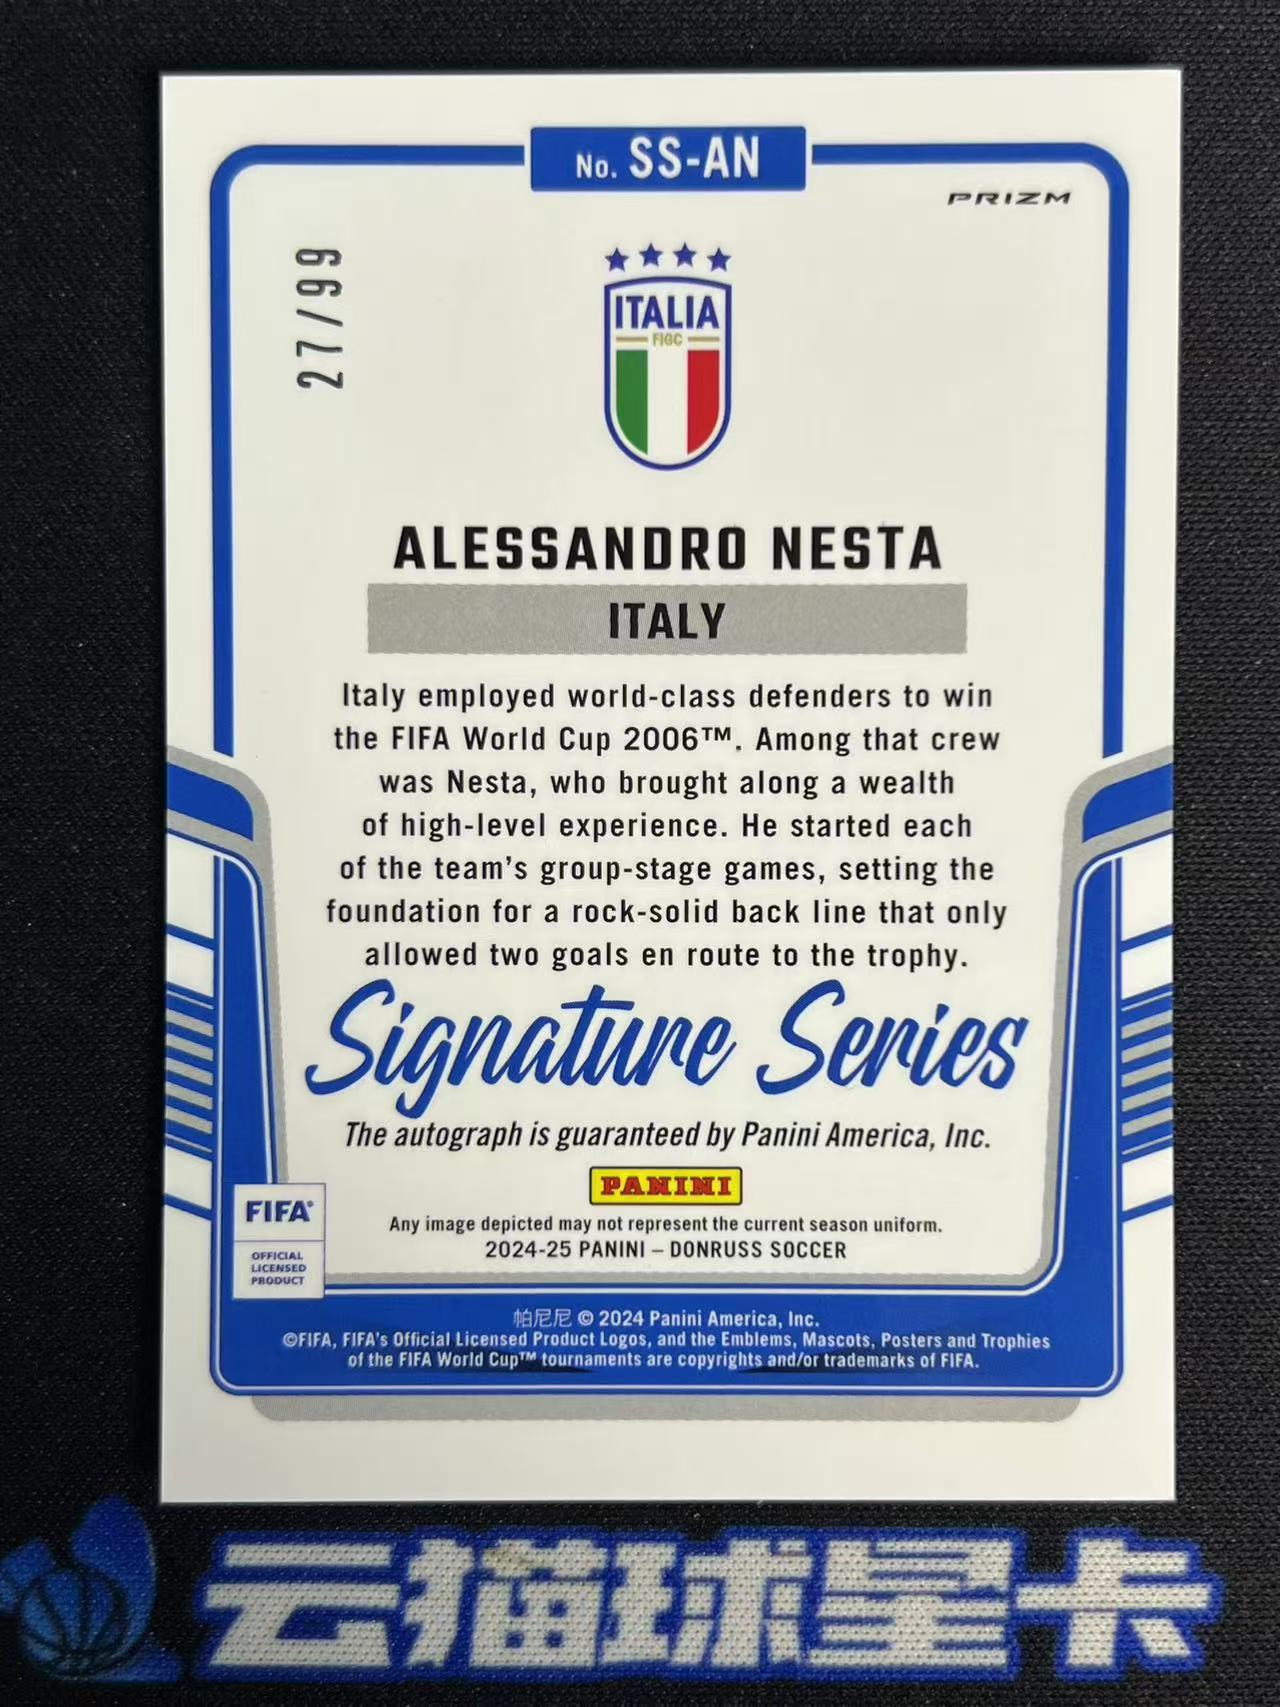 No. SS-AN
PRIZM
27/99
ITALIA
FIGC
ALESSANDRO NESTA
ITALY
Italy employed world-class defenders to win
the FIFA World Cup 2006™. Among that crew
was Nesta, who brought along a wealth
of high-level experience. He started each
of the team's group-stage games, setting the
foundation for a rock-solid back line that only
allowed two goals en route to the trophy.
Signature Series
The autograph is guaranteed by Panini America, Inc.
PANINI
FIFA®
OFFICIAL
LICENSED
PRODUCT
Any image depicted may not represent the current season uniform.
2024-25 PANINI – DONRUSS SOCCER
帕尼尼 © 2024 Panini America, Inc.
©FIFA, FIFA's Official Licensed Product Logos, and the Emblems, Mascots, Posters and Trophies
of the FIFA World Cup™ tournaments are copyrights and/or trademarks of FIFA.
云猫球星卡